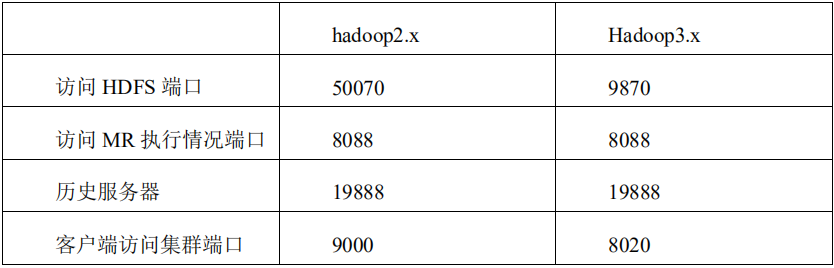 hadoop2.x Hadoop3.x
访问 HDFS 端口 50070 9870
访问 MR 执行情况端口 8088 8088
历史服务器 19888 19888
客户端访问集群端口 9000 8020